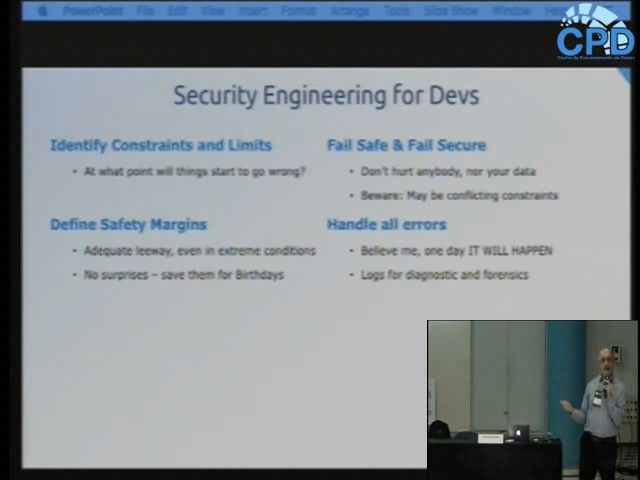 PowerPoint File Edit View Insert Format Arrange Tools Slide Show Window
CPD
Security Engineering for Devs
Identify Constraints and Limits
• At what point will things start to go wrong?
Fail Safe & Fail Secure
• Don't hurt anybody, nor your data
• Beware: May be conflicting constraints
Define Safety Margins
• Adequate leeway, even in extreme conditions
• No surprises – save them for Birthdays
Handle all errors
• Believe me, one day IT WILL HAPPEN
• Logs for diagnostic and forensics